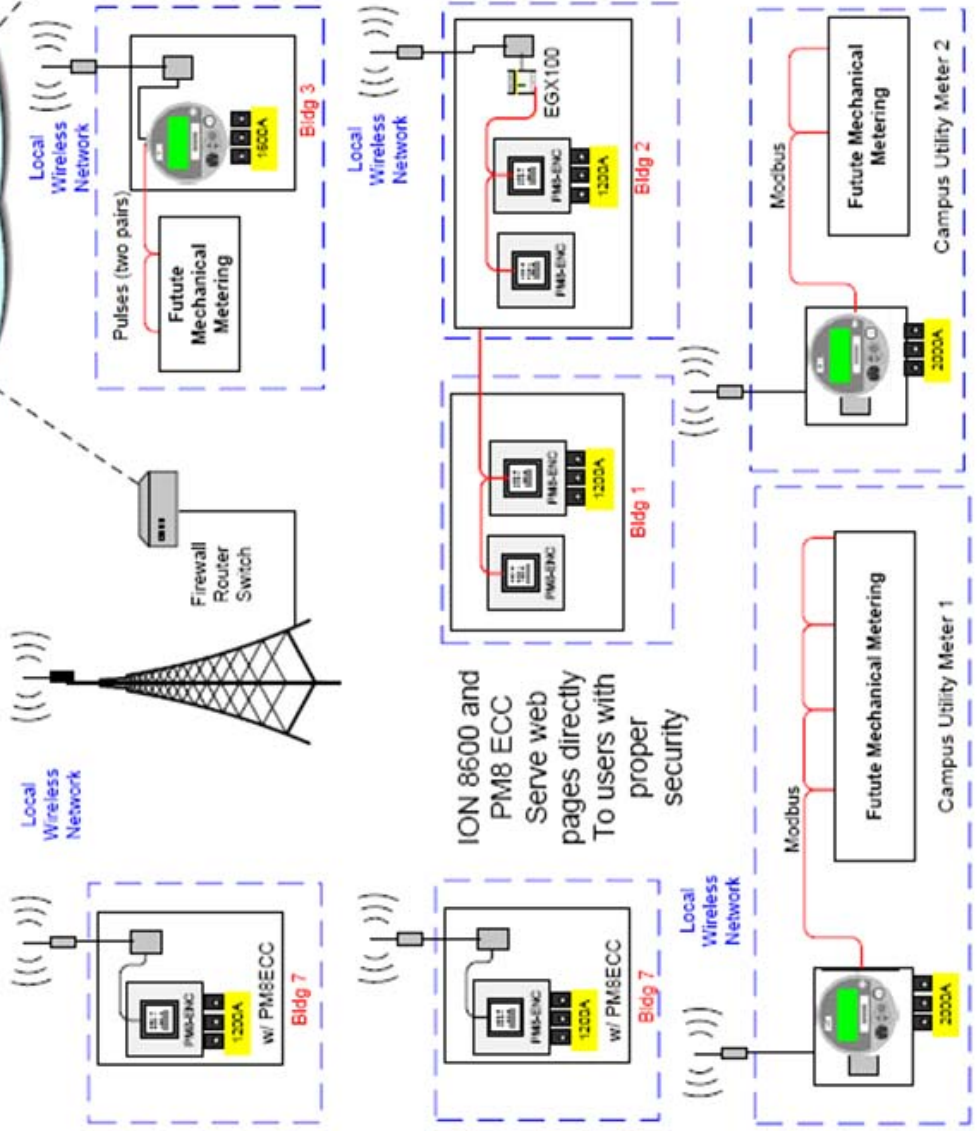 PM8-ENC
1200A
w/ PM8ECC
Bldg 7
Local
Wireless
Network
Firewall
Router
Switch
Local
Wireless
Network
Pulses (two pairs)
Futute
Mechanical
Metering
1600A
Bldg 3
PM8-ENC
1200A
w/ PM8ECC
Bldg 7
ION 8600 and
PM8 ECC
Serve web
pages directly
To users with
proper
security
PM8-ENC
PM8-ENC
1200A
Bldg 1
Local
Wireless
Network
EGX100
PM8-ENC
PM8-ENC
1200A
Bldg 2
Local
Wireless
Network
2000A
Modbus
Futute Mechanical Metering
Campus Utility Meter 1
2000A
Modbus
Futute Mechanical
Metering
Campus Utility Meter 2